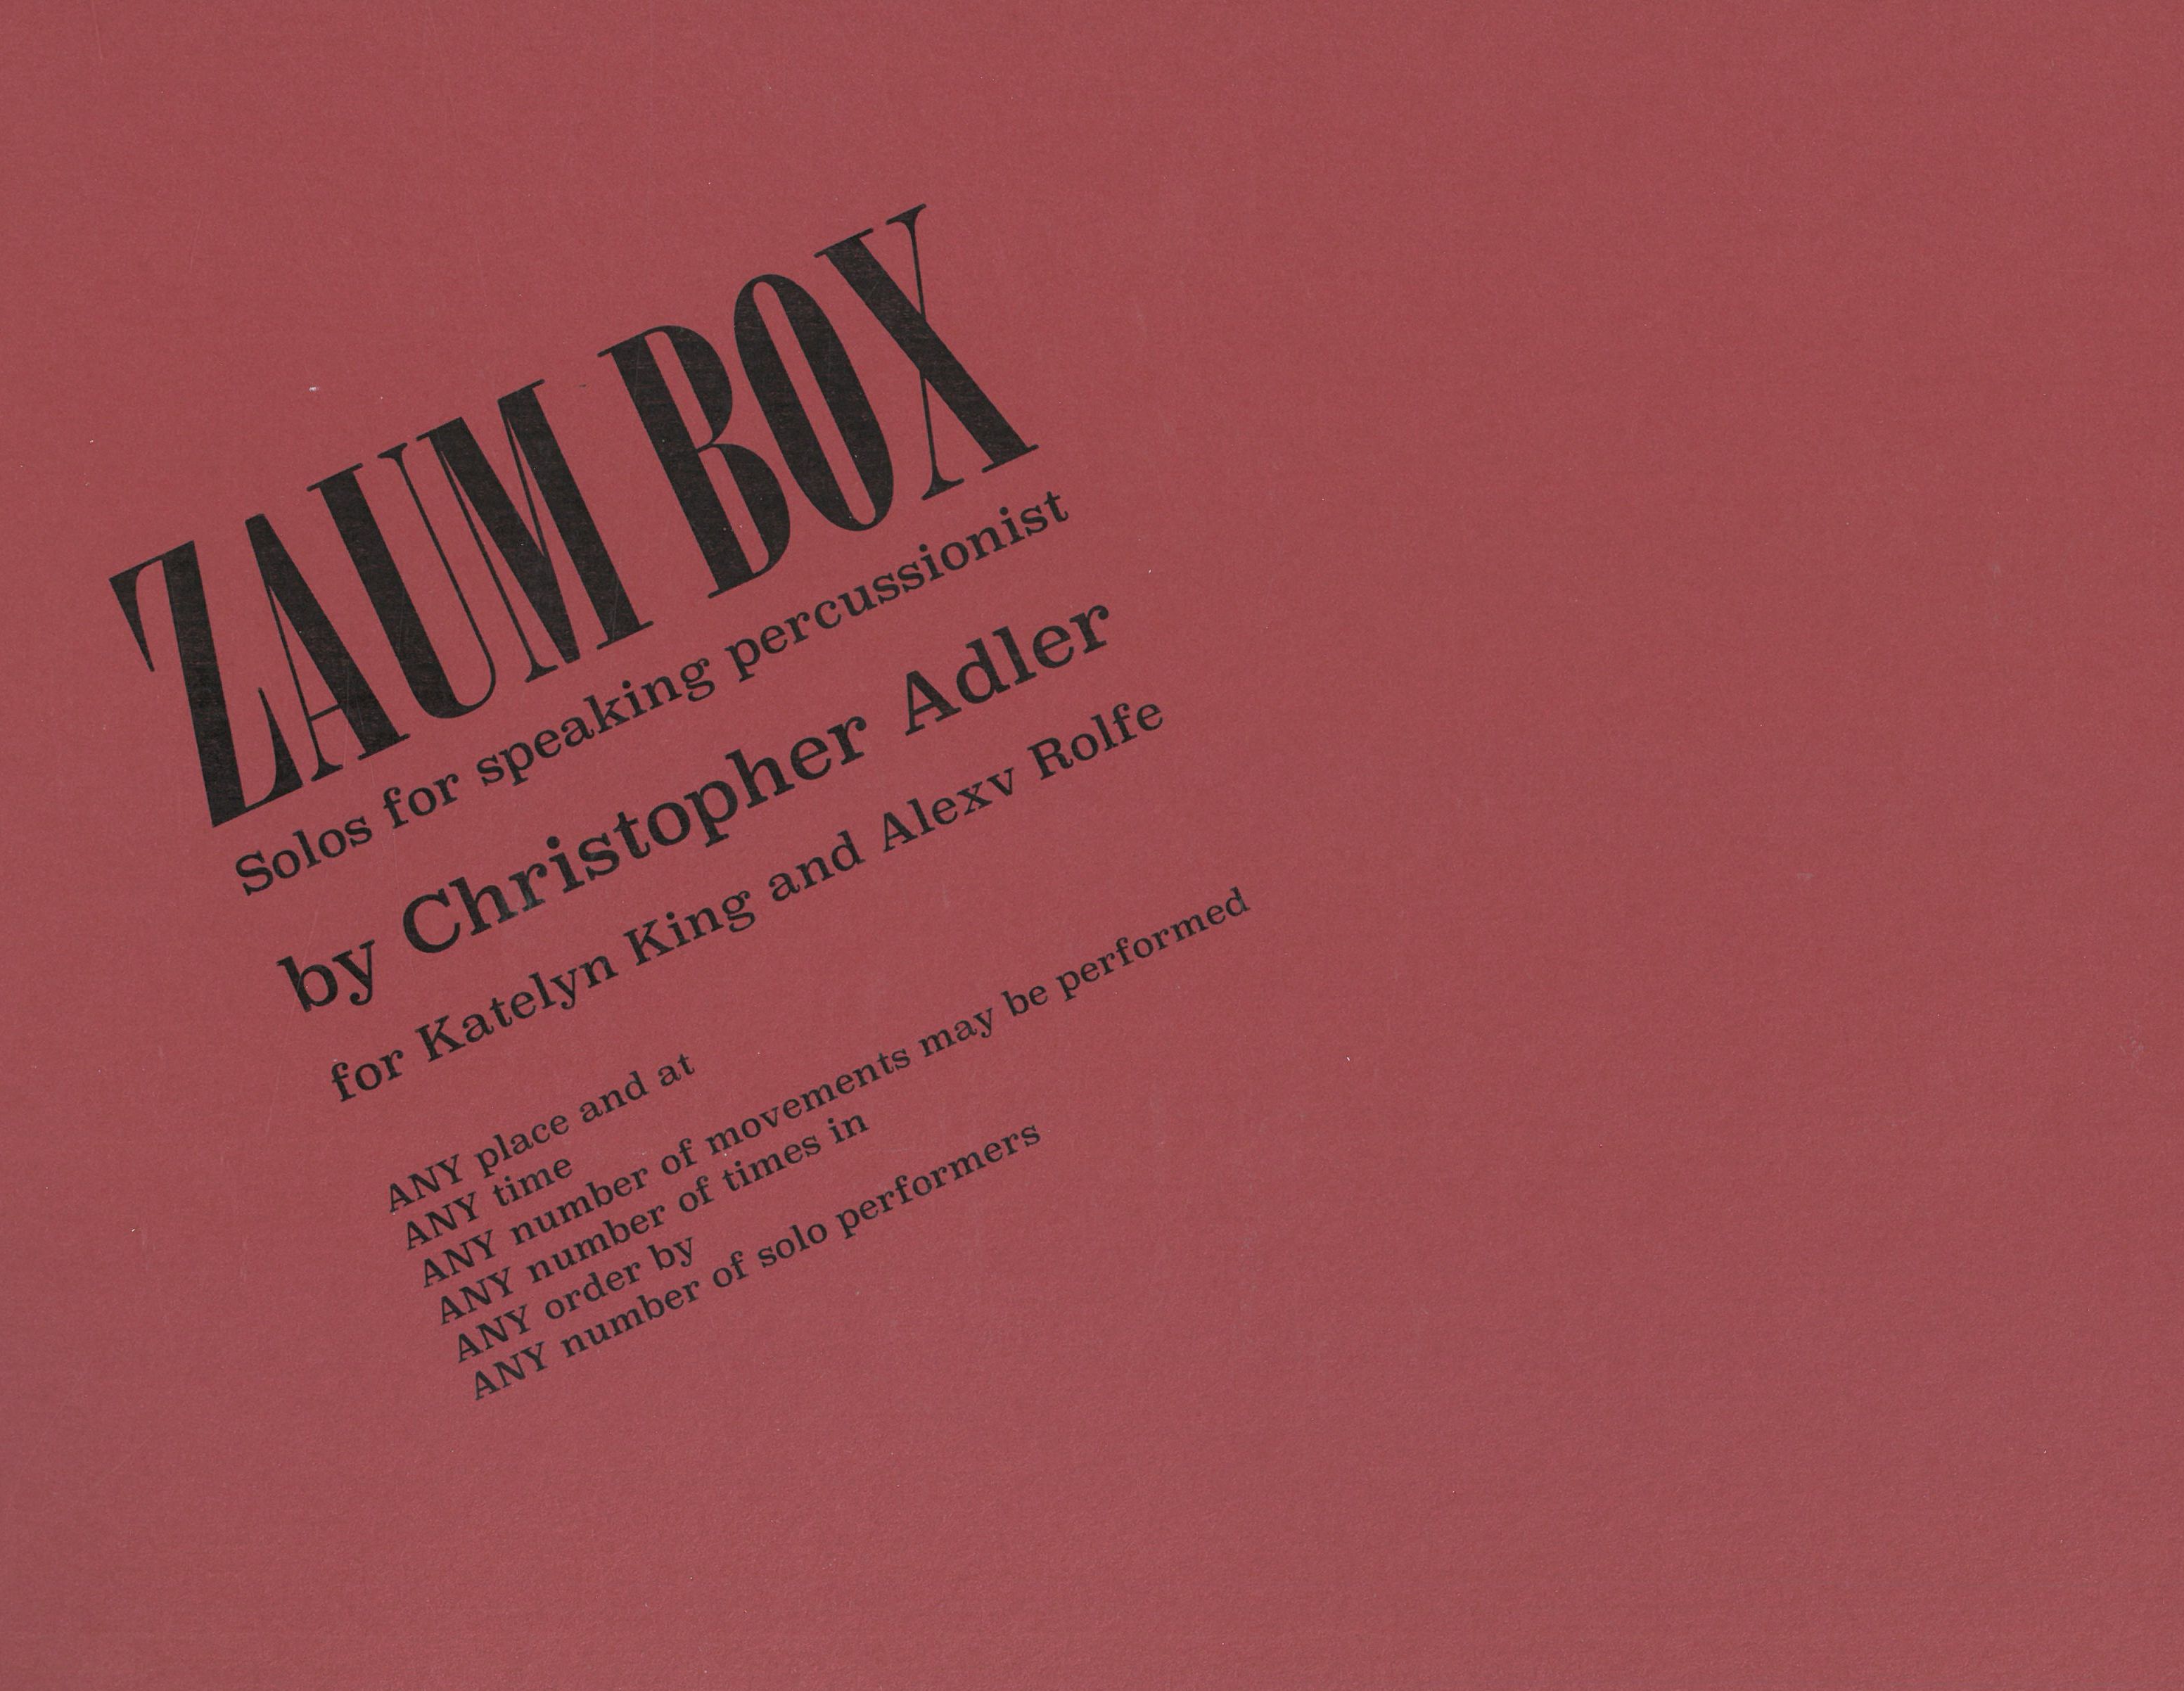 ZAUM BOX
Solos for speaking percussionist
by Christopher Adler
for Katelyn King and Alexv Rolfe
ANY place and at
ANY time
ANY number of movements may be performed
ANY number of times in
ANY order by
ANY number of solo performers